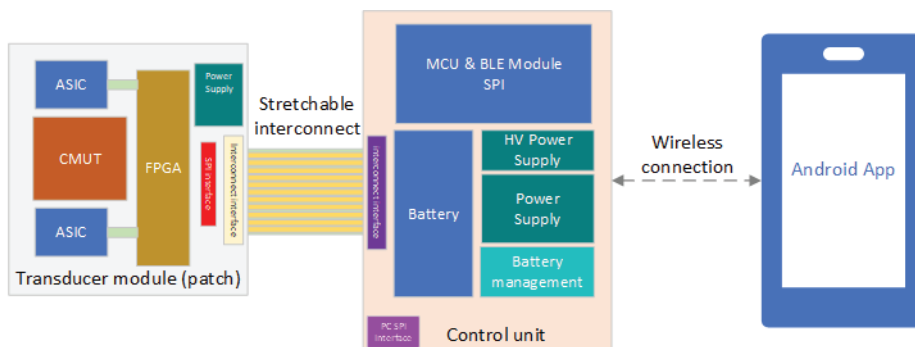 ASIC
CMUT
ASIC
FPGA
Power
Supply
SPI interface
Interconnect interface
Transducer module (patch)
Stretchable
interconnect
MCU & BLE Module
SPI
interconnect interface
Battery
HV Power
Supply
Power
Supply
Battery
management
PC SPI
Interface
Control unit
Wireless
connection
Android App